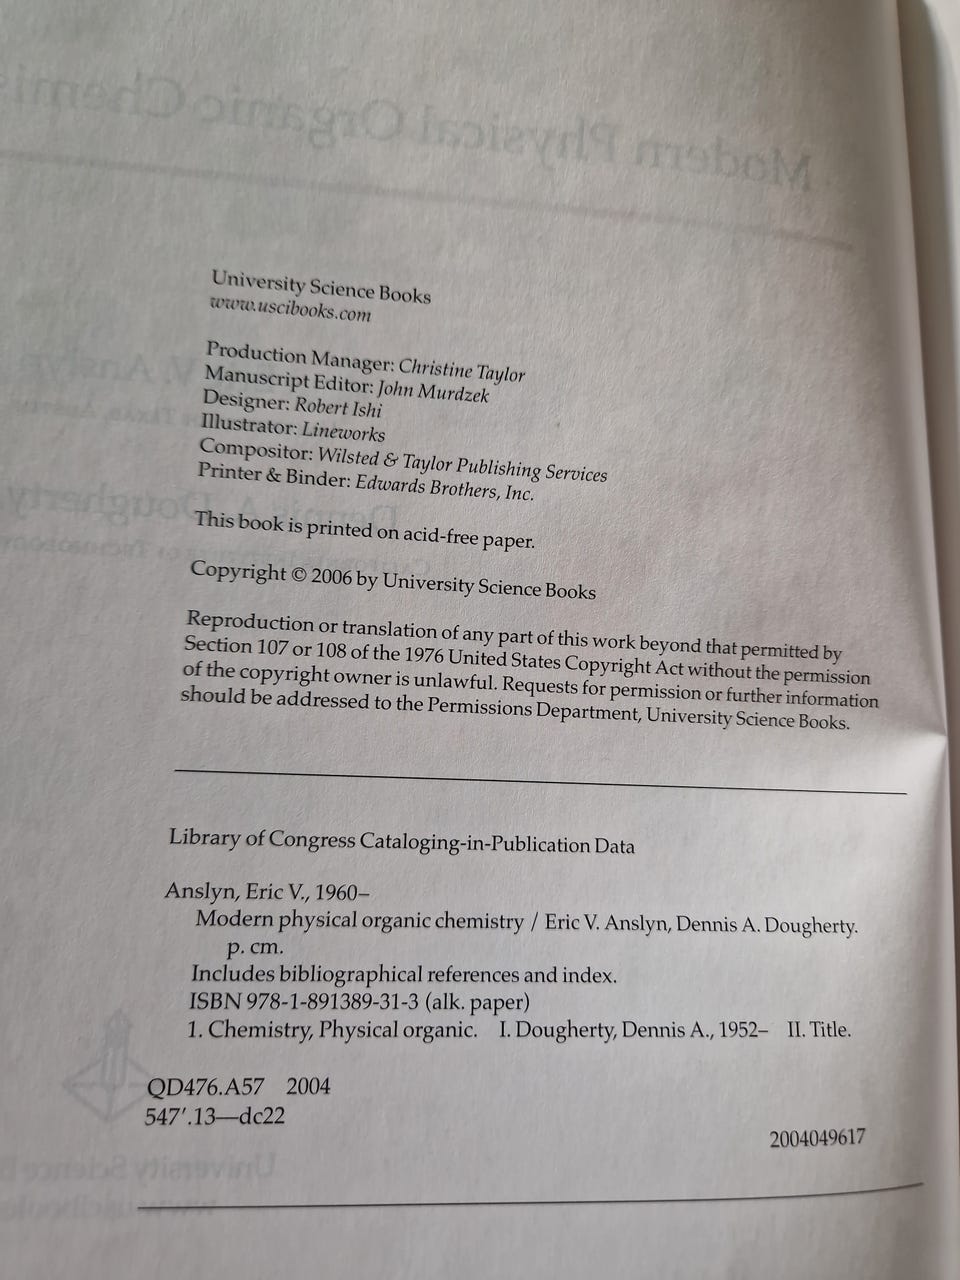 Modern Physical Organic Chemis
University Science Books
www.uscibooks.com
Production Manager: Christine Taylor
Manuscript Editor: John Murdzek
Designer: Robert Ishi
Illustrator: Lineworks
Compositor: Wilsted & Taylor Publishing Services
Printer & Binder: Edwards Brothers, Inc.
This book is printed on acid-free paper.
Copyright © 2006 by University Science Books
Reproduction or translation of any part of this work beyond that permitted by
Section 107 or 108 of the 1976 United States Copyright Act without the permission
of the copyright owner is unlawful. Requests for permission or further information
should be addressed to the Permissions Department, University Science Books.
Library of Congress Cataloging-in-Publication Data
Anslyn, Eric V., 1960–
Modern physical organic chemistry / Eric V. Anslyn, Dennis A. Dougherty.
p. cm.
Includes bibliographical references and index.
ISBN 978-1-891389-31-3 (alk. paper)
1. Chemistry, Physical organic. I. Dougherty, Dennis A., 1952– II. Title.
QD476.A57 2004
547′.13—dc22
2004049617
University Science B